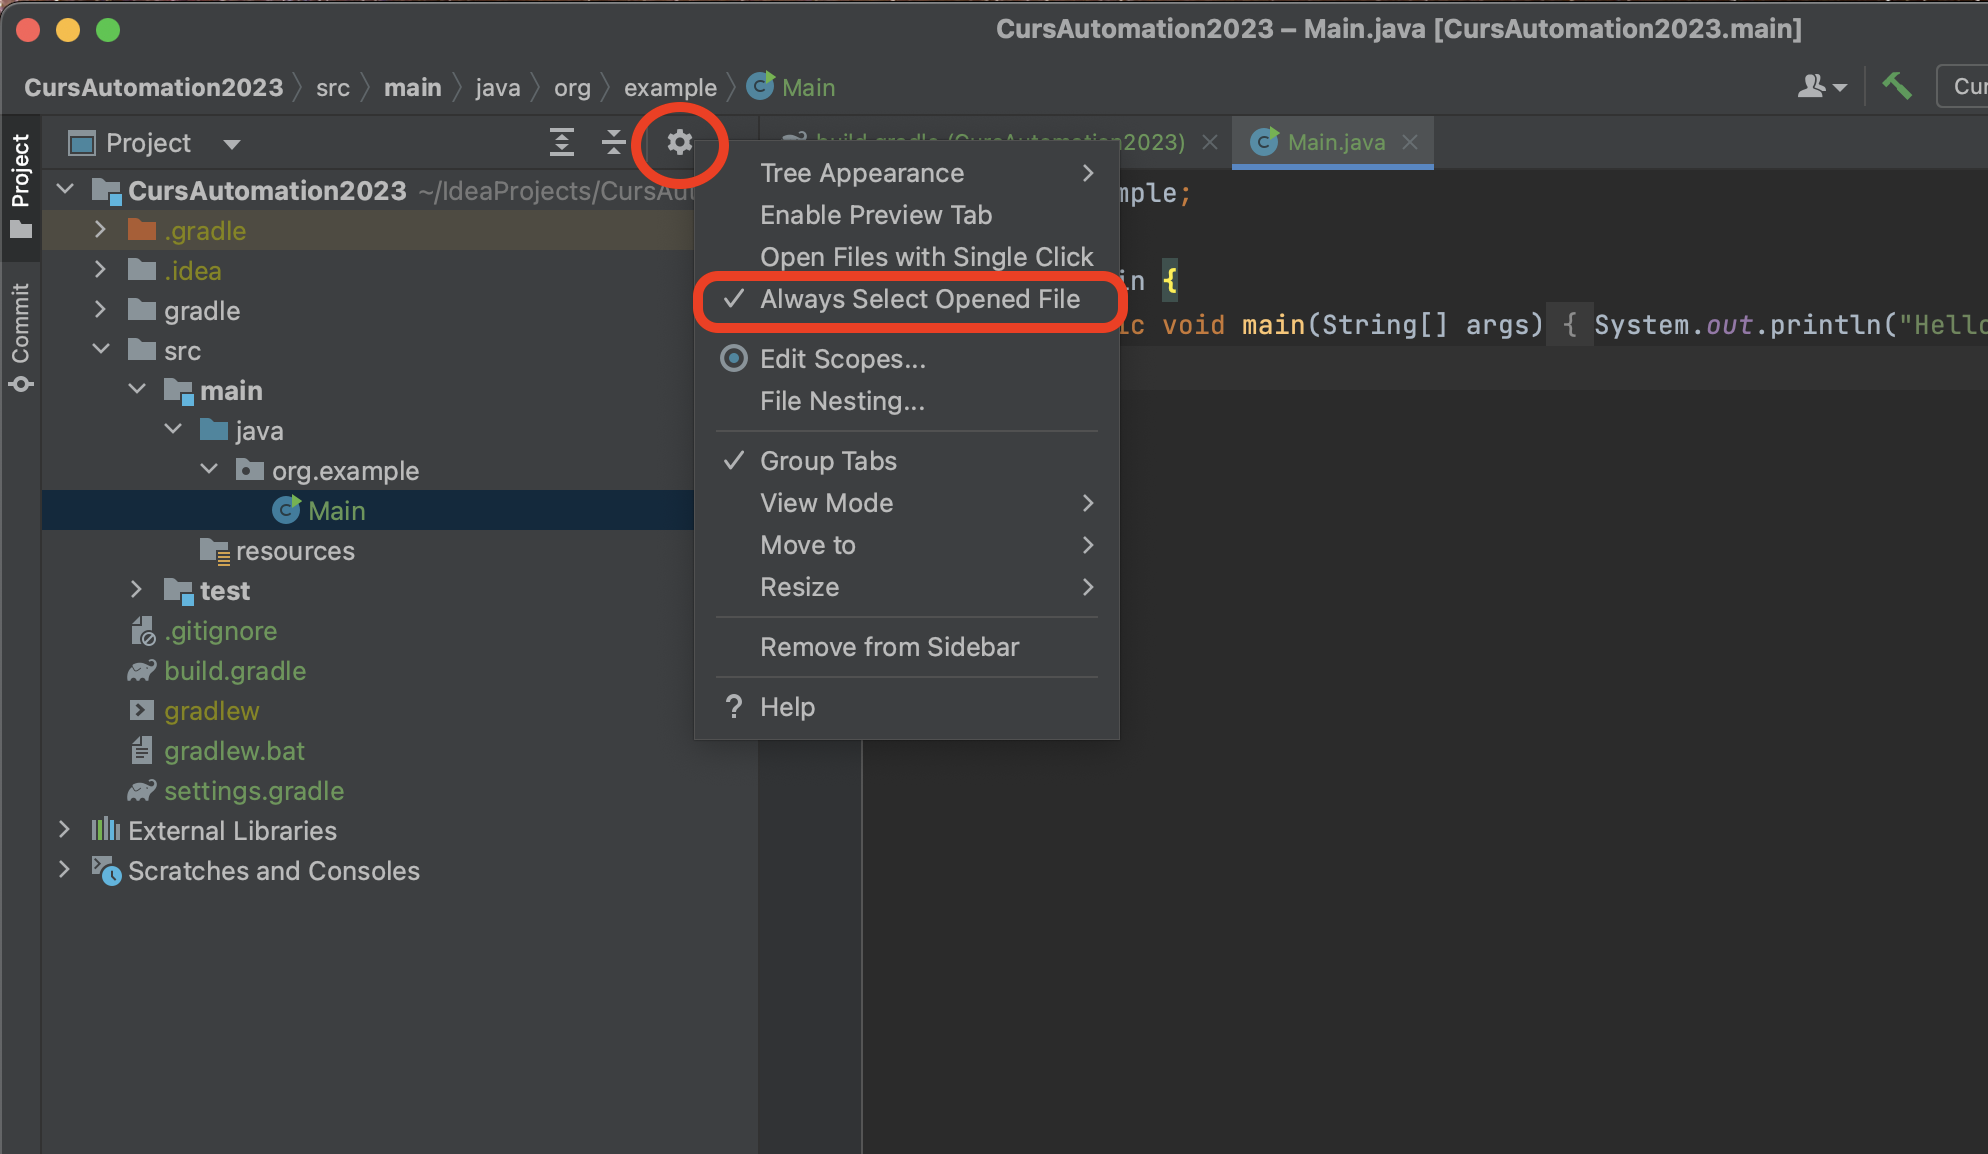 CursAutomation2023 – Main.java [CursAutomation2023.main]
CursAutomation2023 src main java org example Main
Project
build.gradle (CursAutomation2023)
Main.java
Project
Commit
CursAutomation2023 ~/IdeaProjects/CursAut
.gradle
.idea
gradle
src
main
java
org.example
Main
resources
test
.gitignore
build.gradle
gradlew
gradlew.bat
settings.gradle
External Libraries
Scratches and Consoles
Tree Appearance
Enable Preview Tab
Open Files with Single Click
Always Select Opened File
Edit Scopes...
File Nesting...
Group Tabs
View Mode
Move to
Resize
Remove from Sidebar
? Help
mple;
in {
ic void main(String[] args) { System.out.println("Hello